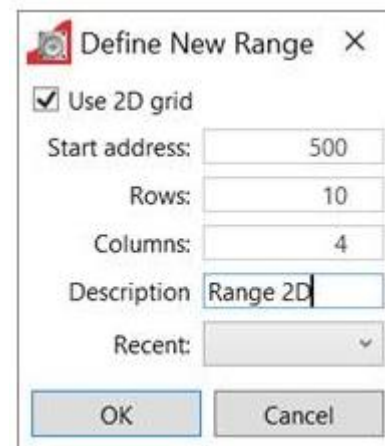 Define New Range
Use 2D grid
Start address: 500
Rows: 10
Columns: 4
Description Range 2D
Recent:
OK Cancel